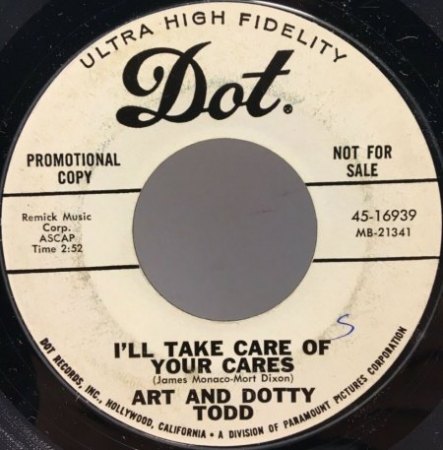 ULTRA HIGH FIDELITY
Dot.
PROMOTIONAL
COPY
NOT FOR
SALE
Remick Music
Corp.
ASCAP
Time 2:52
45-16939
MB-21341
S
I'LL TAKE CARE OF
YOUR CARES
(James Monaco-Mort Dixon)
ART AND DOTTY
TODD
DOT RECORDS, INC., HOLLYWOOD, CALIFORNIA • A DIVISION OF PARAMOUNT PICTURES CORPORATION